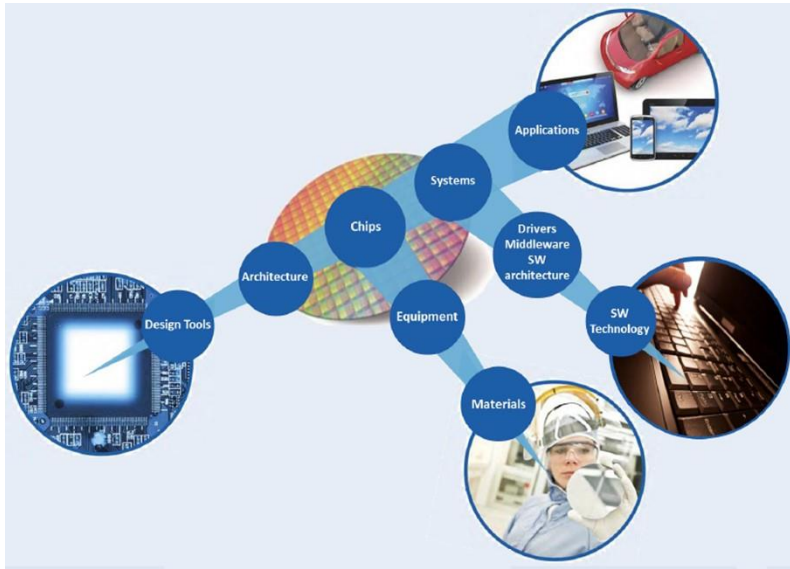 Applications
Systems
Chips
Drivers
Middleware
SW
architecture
Architecture
Equipment
Design Tools
SW
Technology
Materials